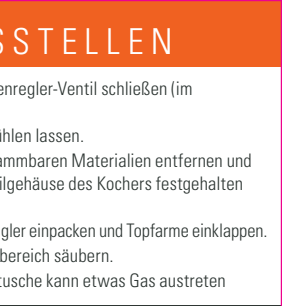 SSTELLEN
enregler-Ventil schließen (im
ühlen lassen.
ammbaren Materialien entfernen und
ilgehäuse des Kochers festgehalten
gler einpacken und Topfarme einklappen.
bereich säubern.
tusche kann etwas Gas austreten